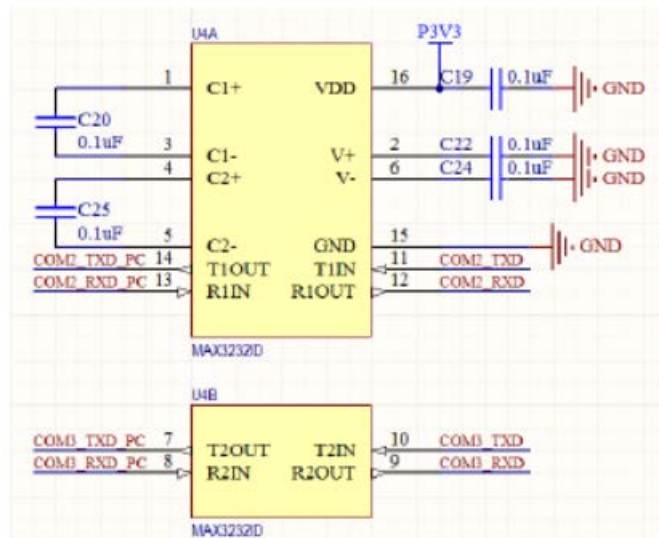 U4A
P3V3
1 C1+ VDD 16 C19 0.1uF GND
C20
0.1uF
3 C1- V+ 2 C22 0.1uF GND
4 C2+ V- 6 C24 0.1uF GND
C25
0.1uF
5 C2- GND 15 GND
COM2_TXD_PC 14 T1OUT T1IN 11 COM2_TXD
COM2_RXD_PC 13 R1IN R1OUT 12 COM2_RXD
MAX3232ID
U4B
COM3_TXD_PC 7 T2OUT T2IN 10 COM3_TXD
COM3_RXD_PC 8 R2IN R2OUT 9 COM3_RXD
MAX3232ID